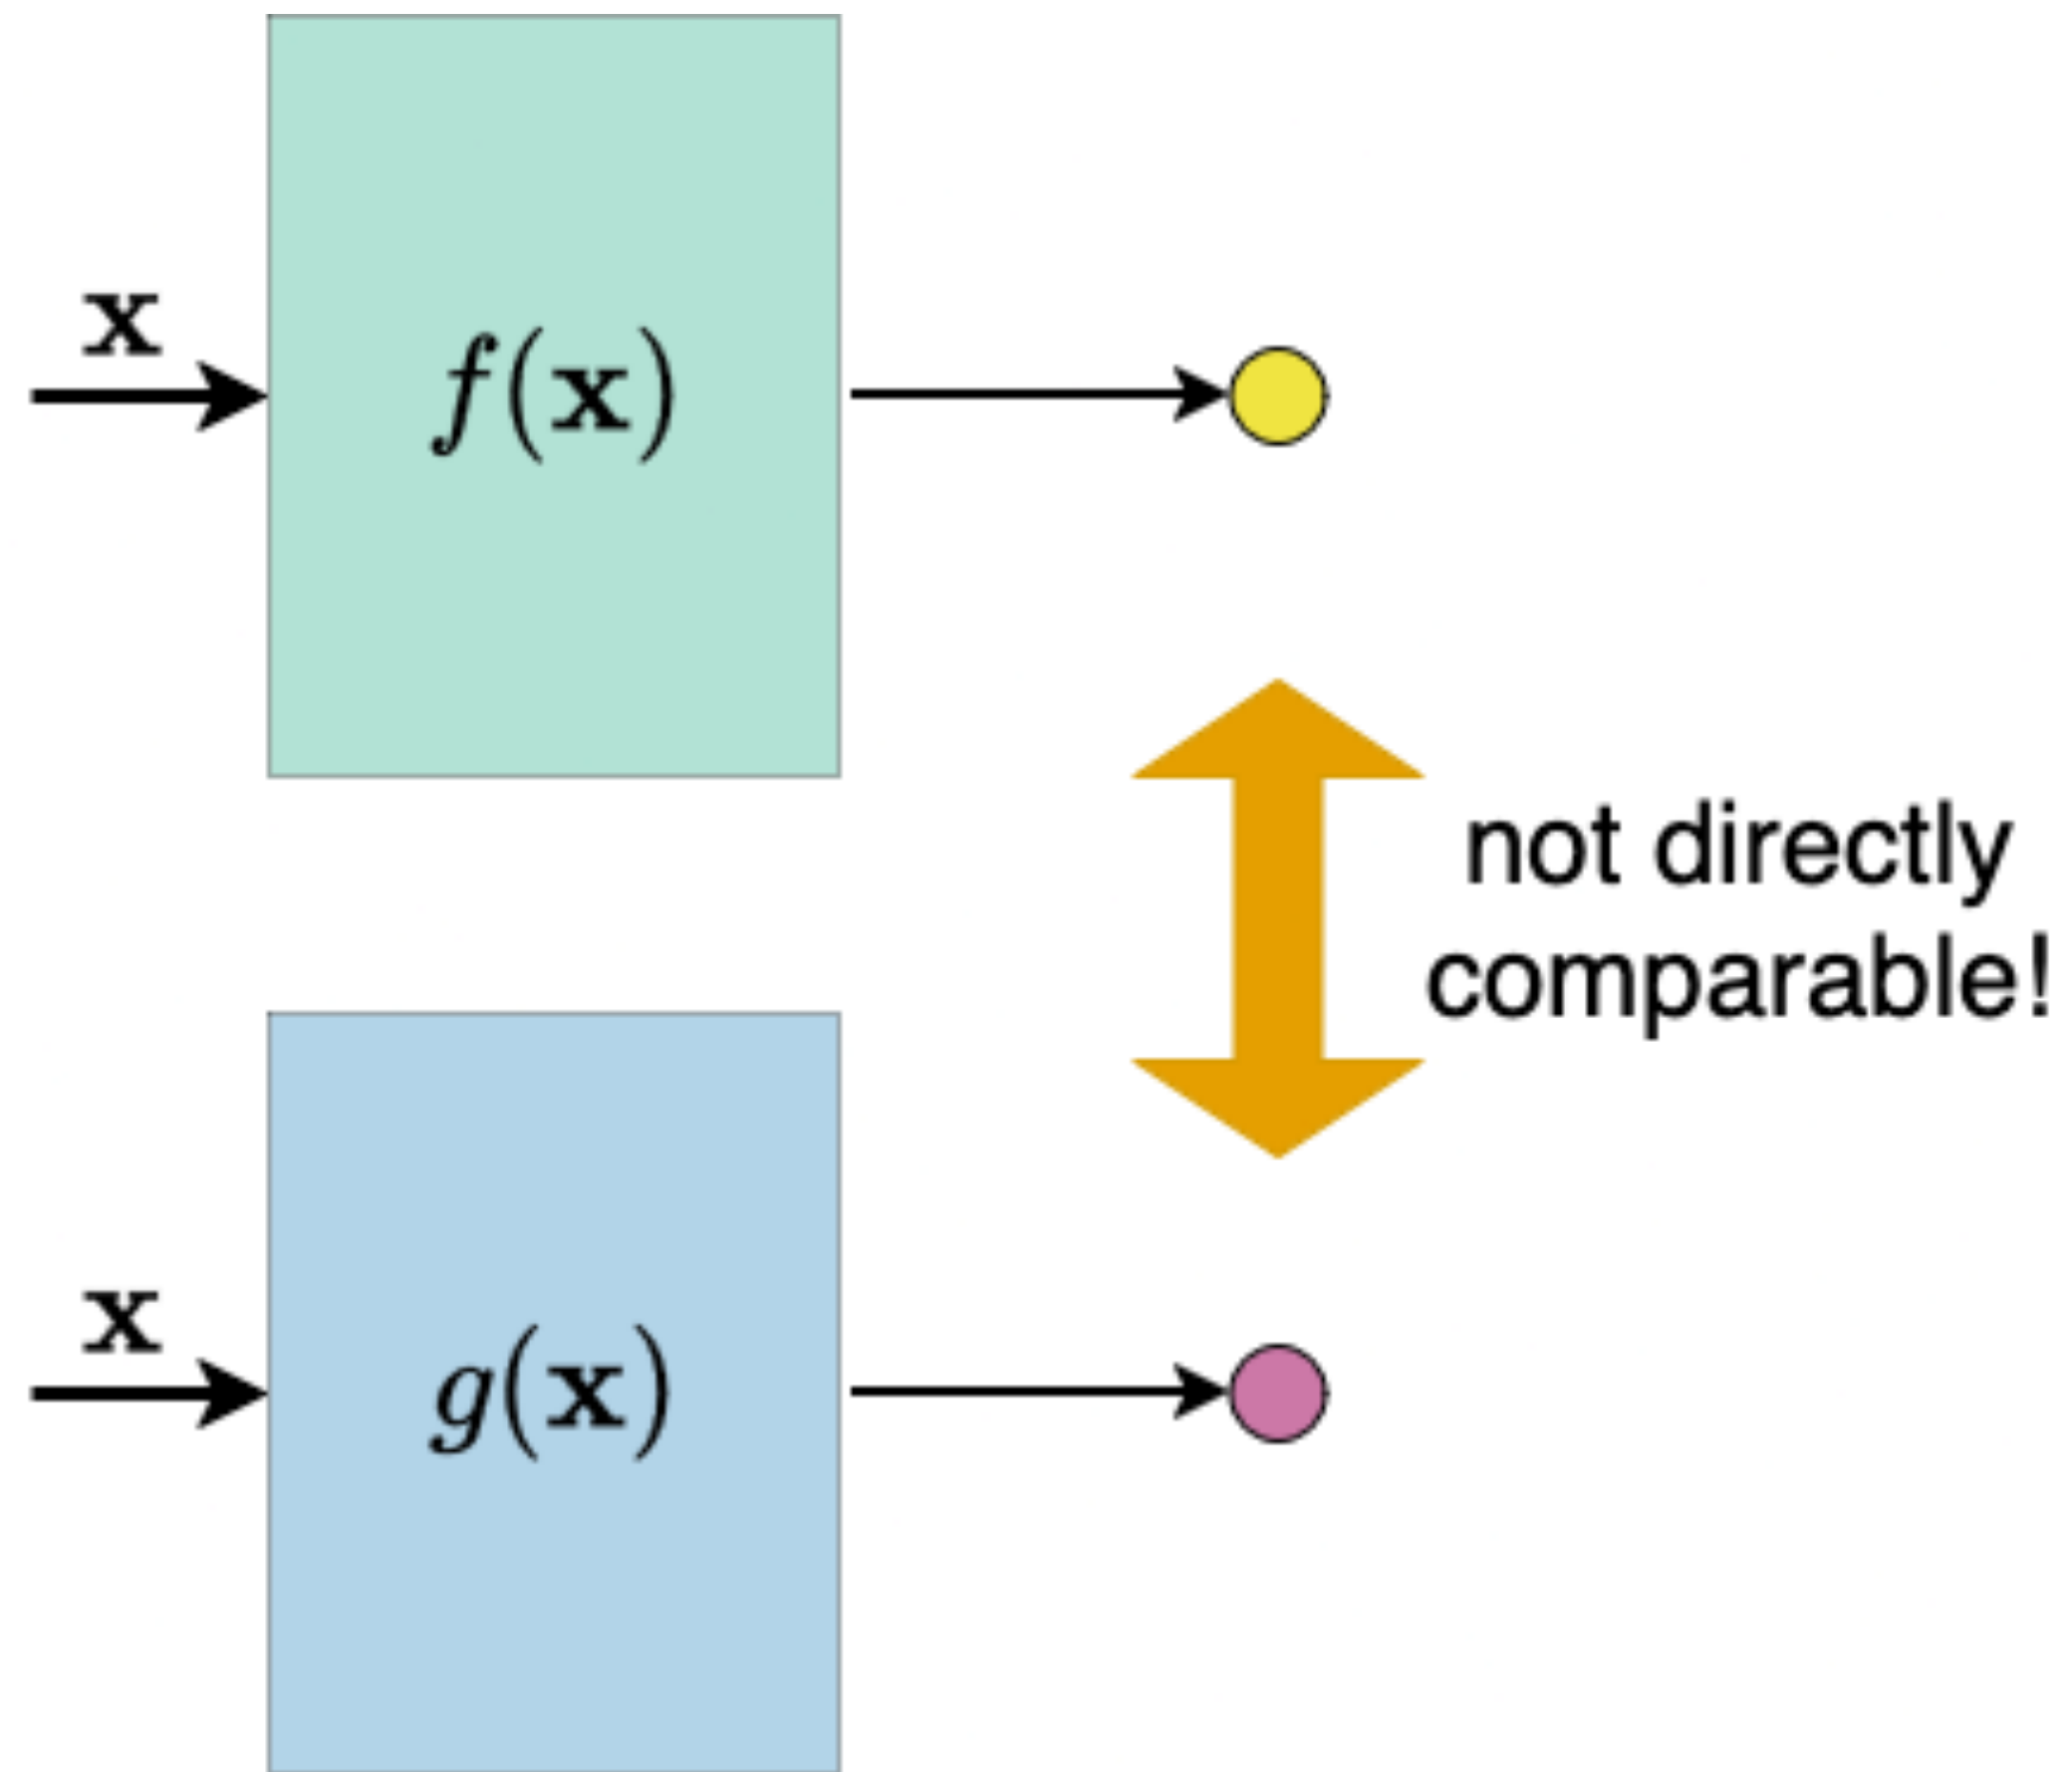 𝐱
f(𝐱)
not directly
comparable!
𝐱
g(𝐱)